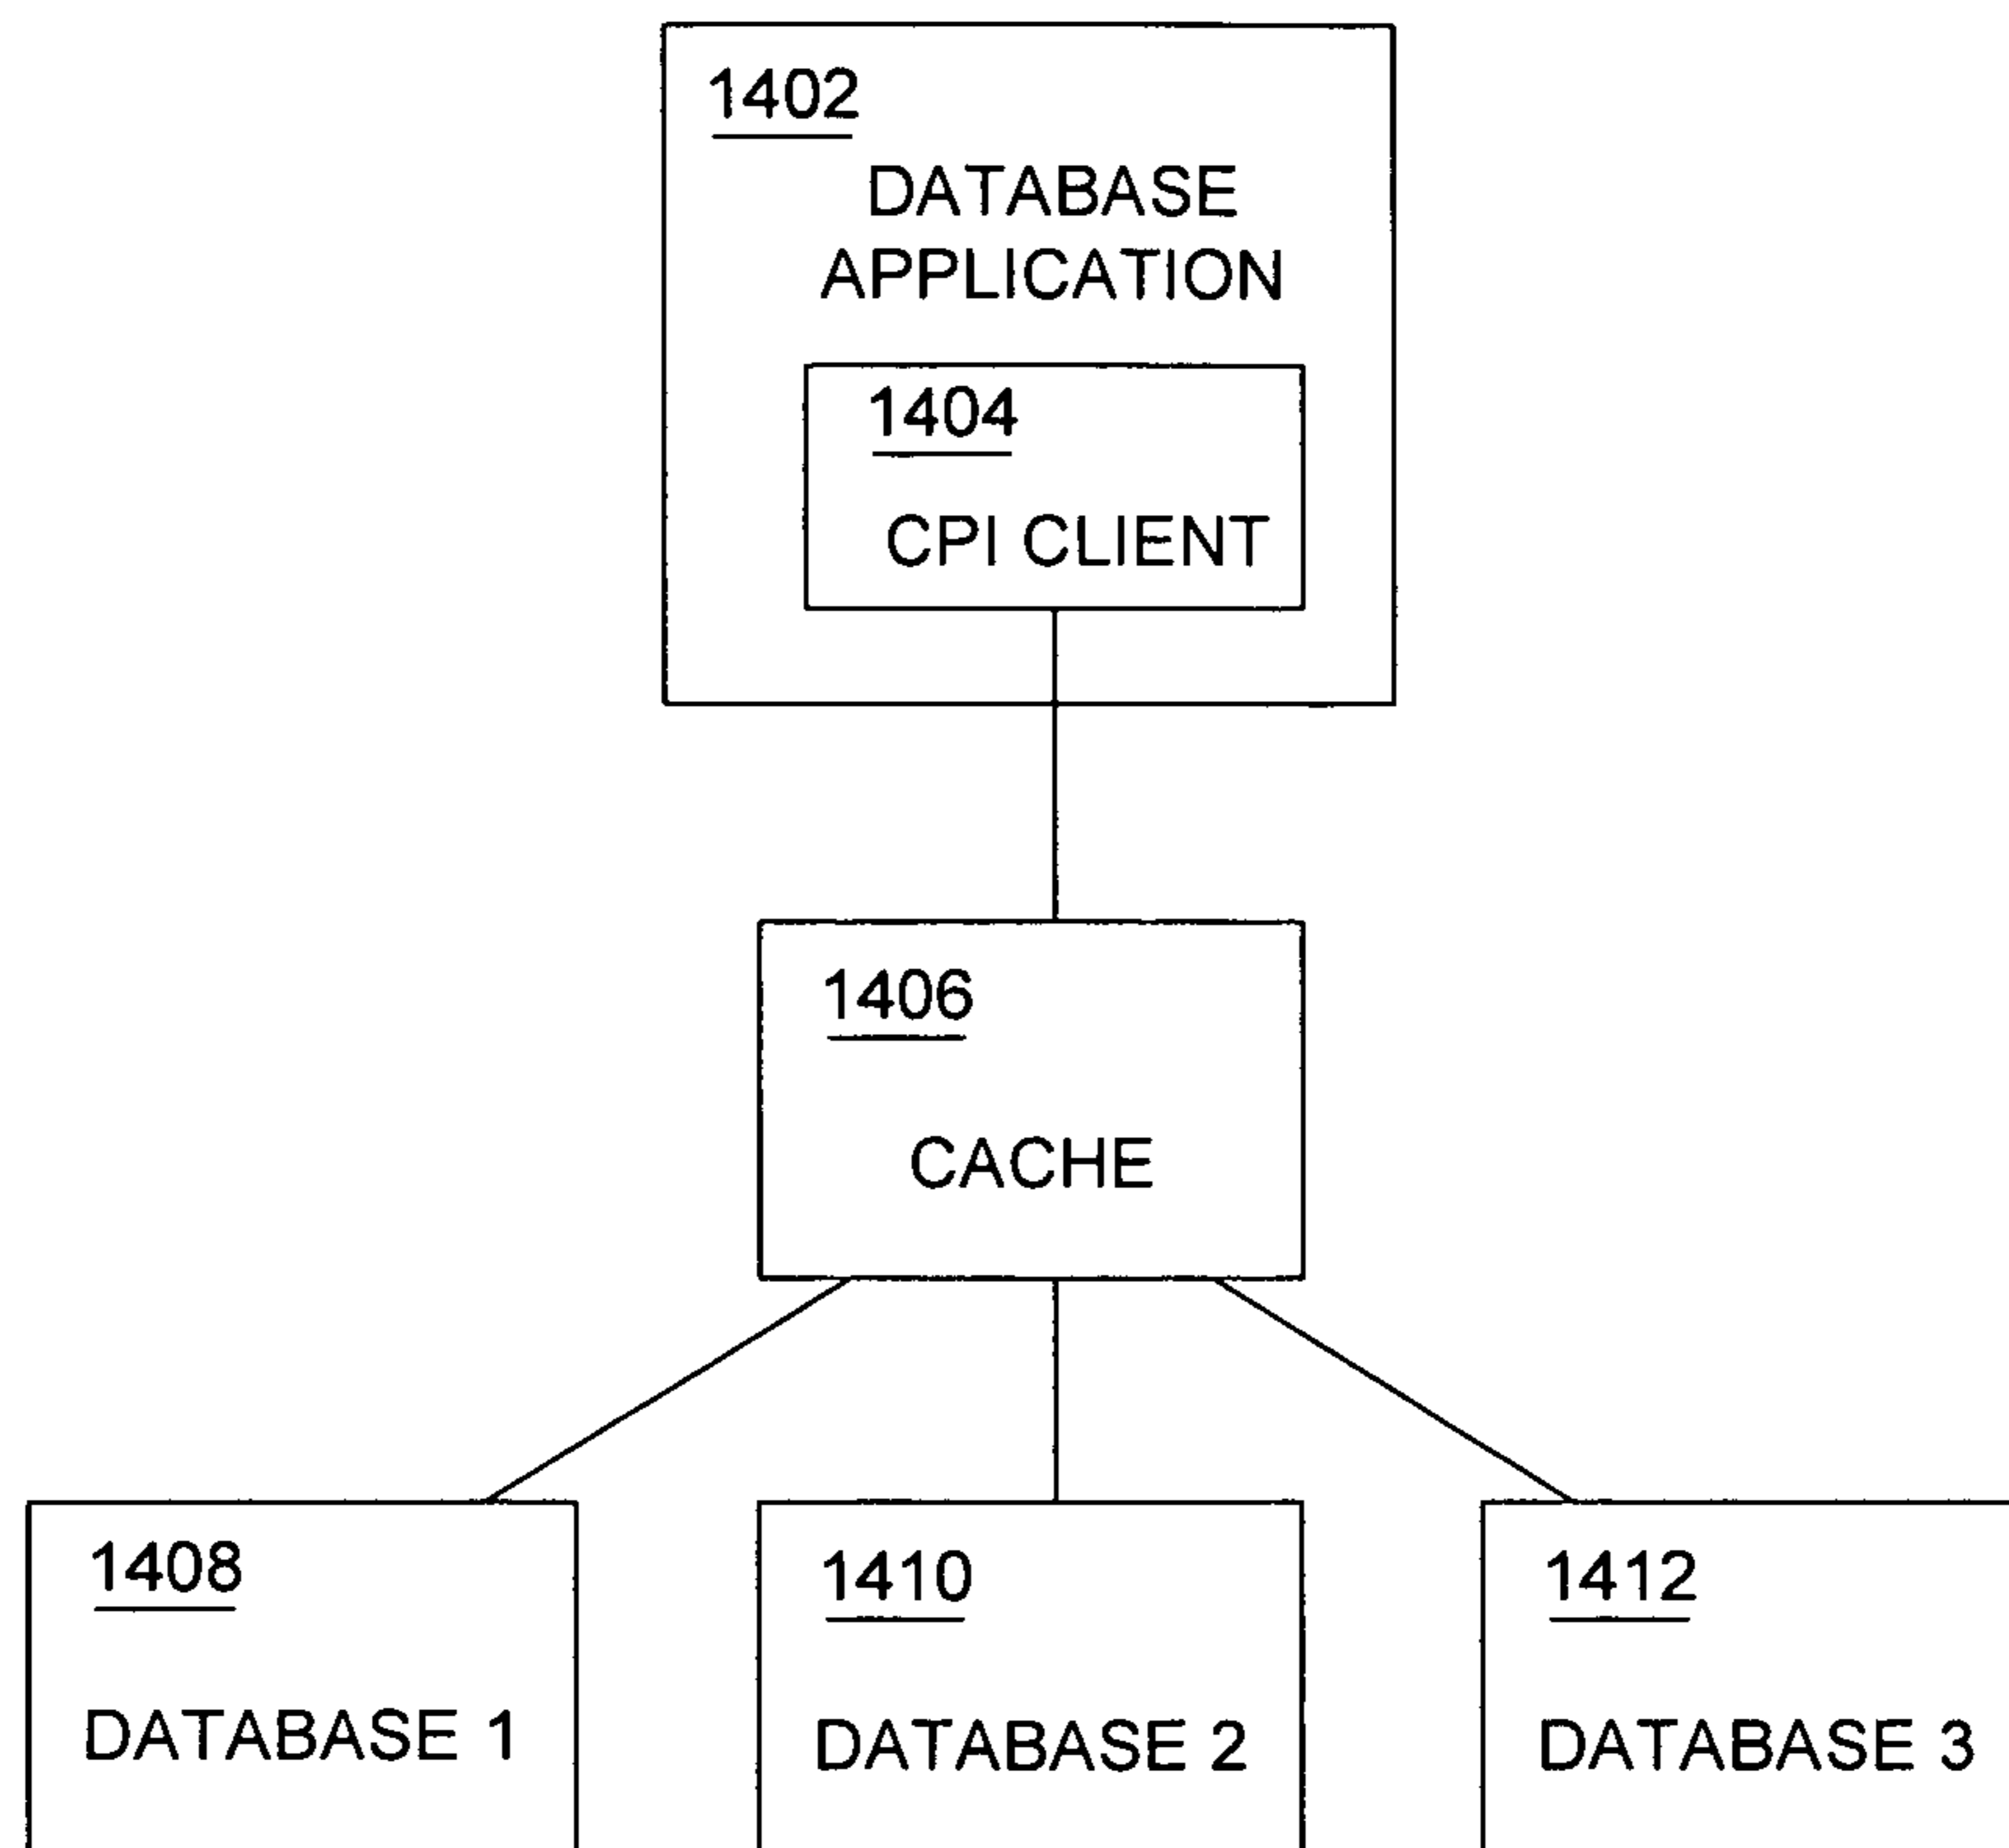 1402
DATABASE
APPLICATION
1404
CPI CLIENT
1406
CACHE
1408
DATABASE 1
1410
DATABASE 2
1412
DATABASE 3